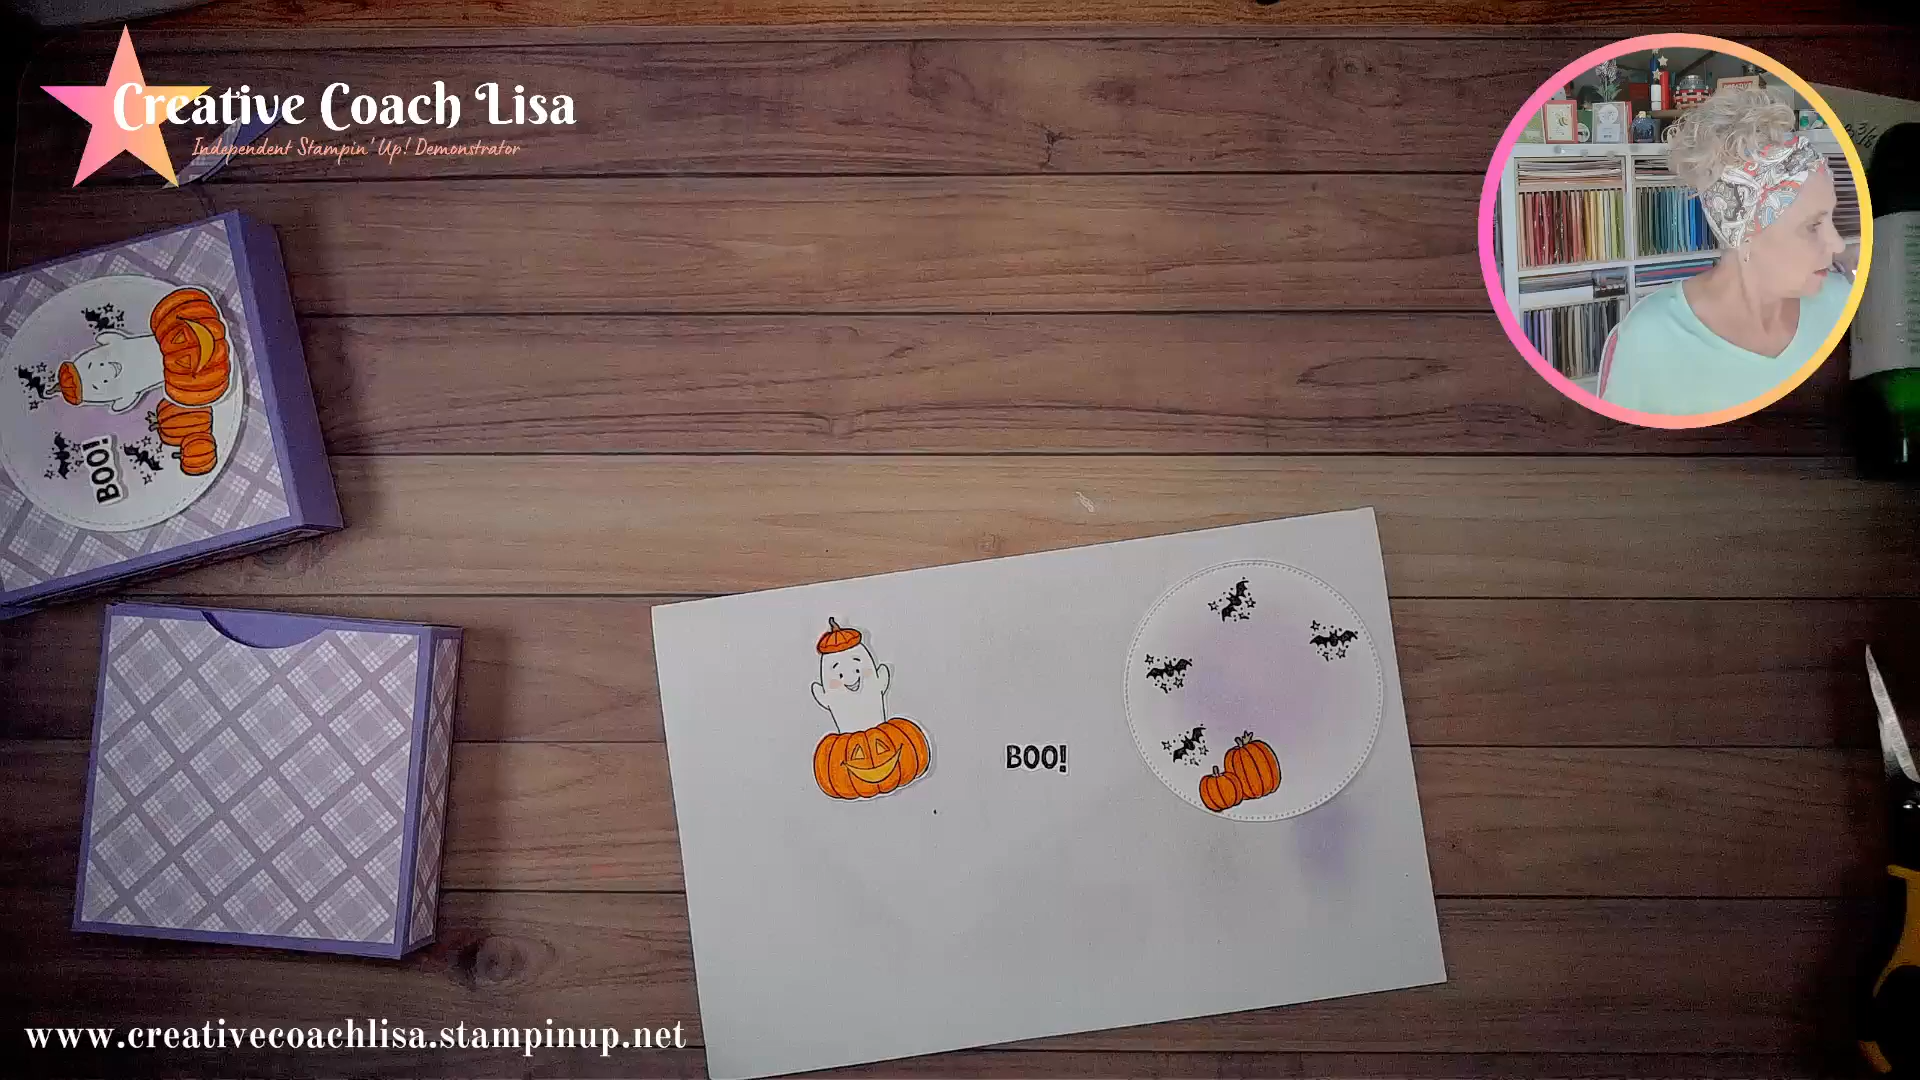 Creative Coach Lisa
Independent Stampin' Up! Demonstrator
BOO!
BOO!
www.creativecoachlisa.stampinup.net